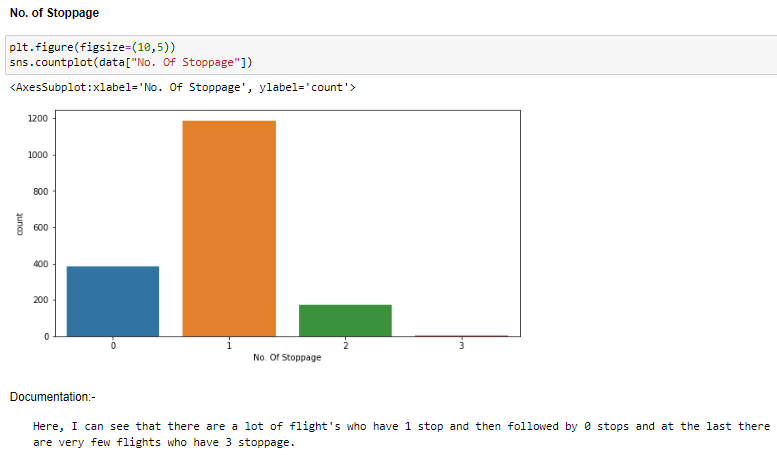 No. of Stoppage
plt.figure(figsize=(10,5))
sns.countplot(data["No. Of Stoppage"])
<AxesSubplot:xlabel='No. Of Stoppage', ylabel='count'>
1200
1000
800
600
400
200
0
count
0 1 2 3
No. Of Stoppage
Documentation:-
Here, I can see that there are a lot of flight's who have 1 stop and then followed by 0 stops and at the last there
are very few flights who have 3 stoppage.